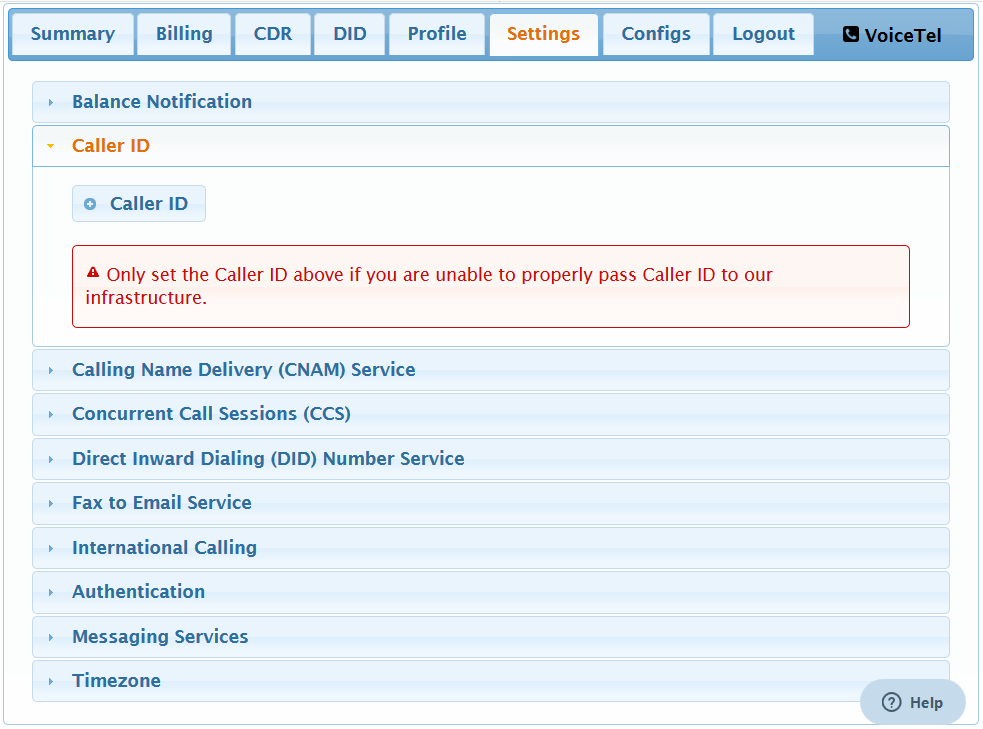 Summary Billing CDR DID Profile Settings Configs Logout VoiceTel
Balance Notification
Caller ID
Caller ID
Only set the Caller ID above if you are unable to properly pass Caller ID to our
infrastructure.
Calling Name Delivery (CNAM) Service
Concurrent Call Sessions (CCS)
Direct Inward Dialing (DID) Number Service
Fax to Email Service
International Calling
Authentication
Messaging Services
Timezone
? Help